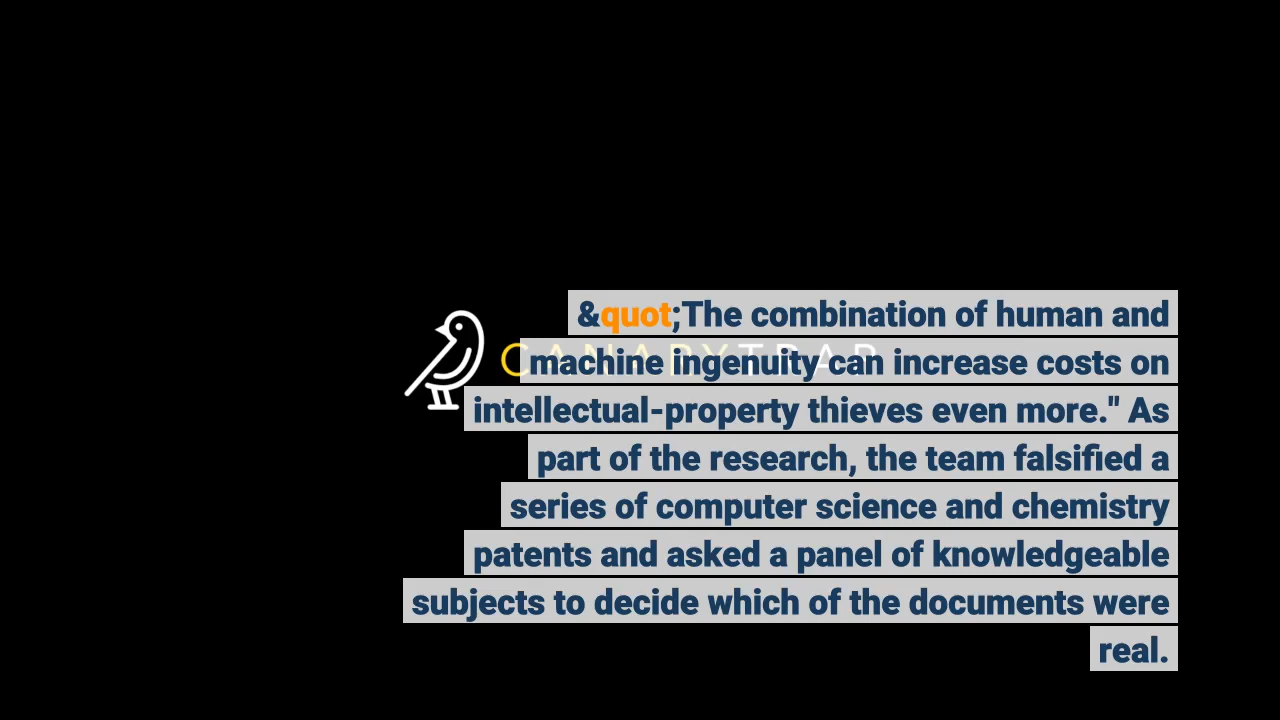 &quot;The combination of human and
CANARYTRAP
machine ingenuity can increase costs on
intellectual-property thieves even more." As
part of the research, the team falsified a
series of computer science and chemistry
patents and asked a panel of knowledgeable
subjects to decide which of the documents were
real.